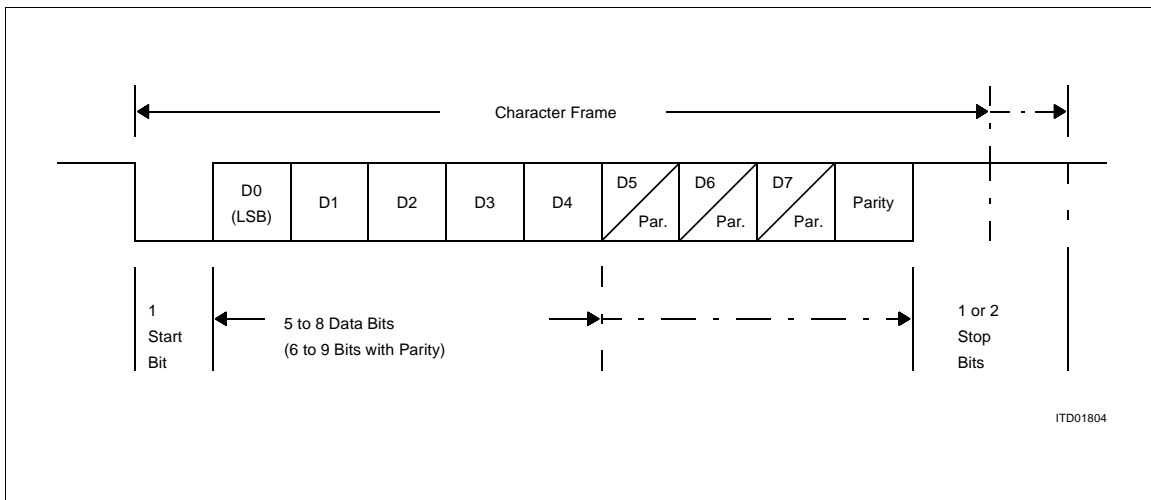 Character Frame
D0
(LSB)
D1
D2
D3
D4
D5
Par.
D6
Par.
D7
Par.
Parity
1
Start
Bit
5 to 8 Data Bits
(6 to 9 Bits with Parity)
1 or 2
Stop
Bits
ITD01804